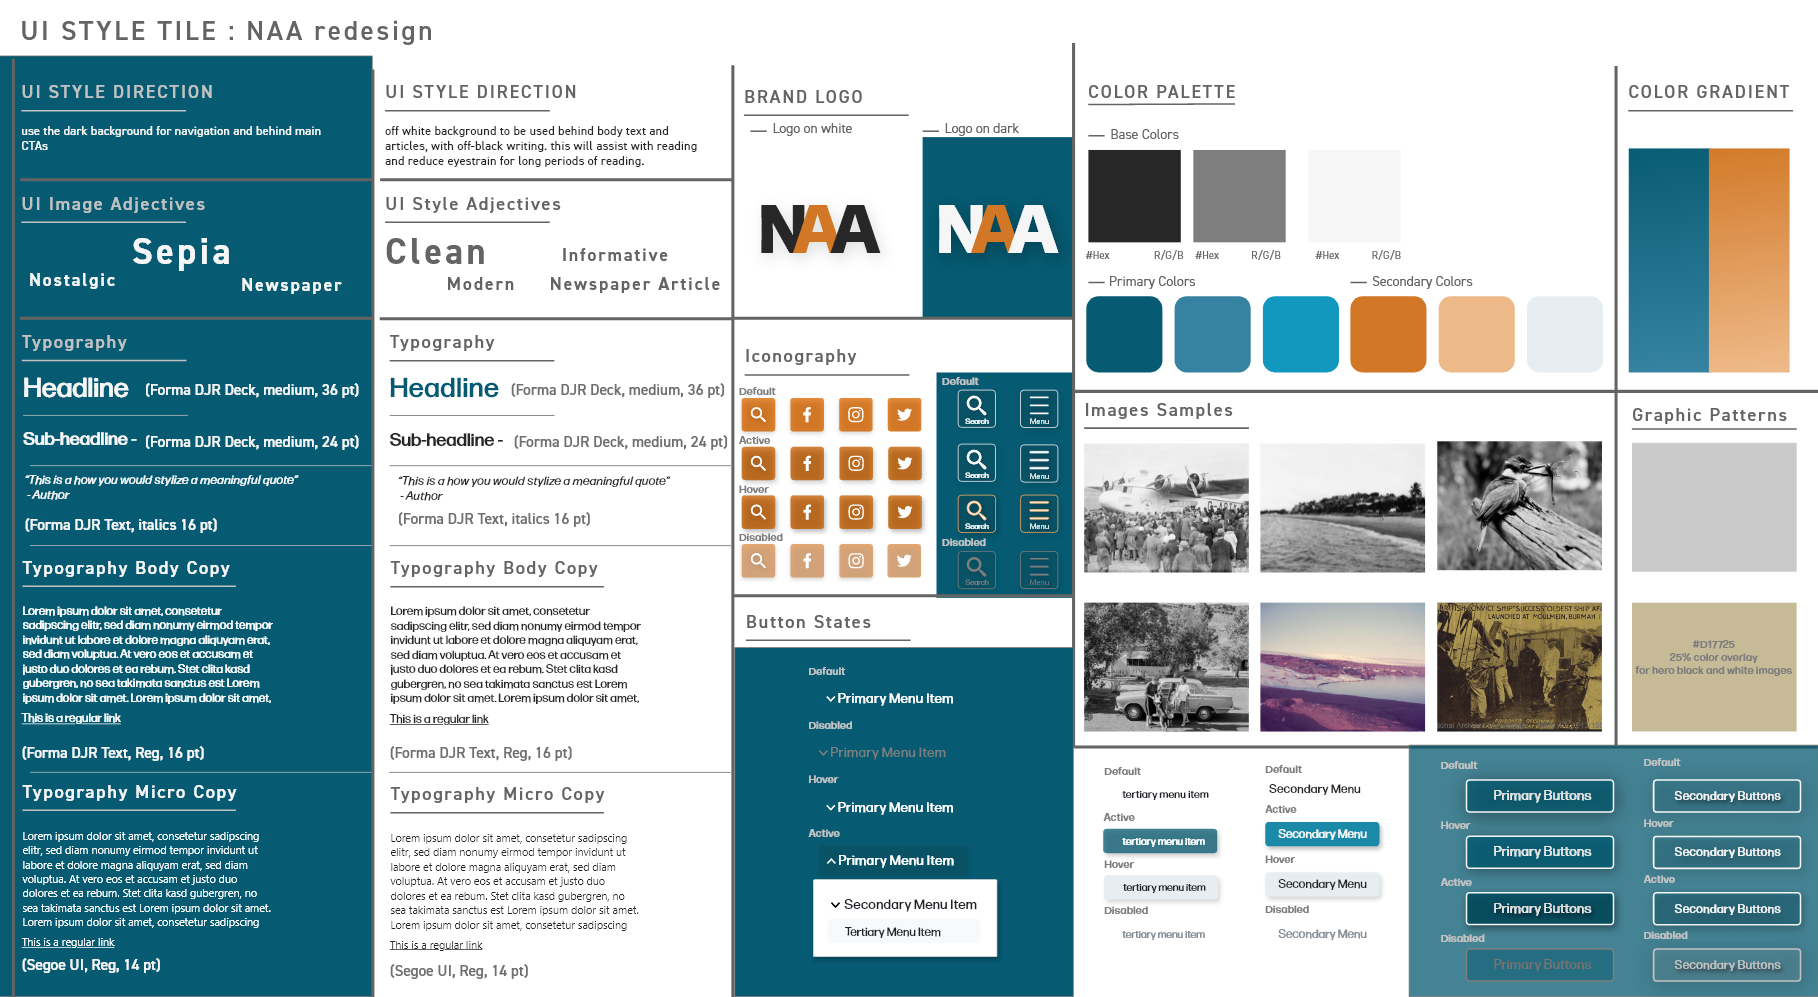 UI STYLE TILE : NAA redesign
UI STYLE DIRECTION
use the dark background for navigation and behind main
CTAs
UI Image Adjectives
Sepia
Nostalgic
Newspaper
Typography
Headline (Forma DJR Deck, medium, 36 pt)
Sub-headline - (Forma DJR Deck, medium, 24 pt)
“This is a how you would stylize a meaningful quote”
- Author
(Forma DJR Text, italics 16 pt)
Typography Body Copy
Lorem ipsum dolor sit amet, consetetur
sadipscing elitr, sed diam nonumy eirmod tempor
invidunt ut labore et dolore magna aliquyam erat,
sed diam voluptua. At vero eos et accusam et
justo duo dolores et ea rebum. Stet clita kasd
gubergren, no sea takimata sanctus est Lorem
ipsum dolor sit amet. Lorem ipsum dolor sit amet,
This is a regular link
(Forma DJR Text, Reg, 16 pt)
Typography Micro Copy
Lorem ipsum dolor sit amet, consetetur sadipscing
elitr, sed diam nonumy eirmod tempor invidunt ut
labore et dolore magna aliquyam erat, sed diam
voluptua. At vero eos et accusam et justo duo
dolores et ea rebum. Stet clita kasd gubergren, no
sea takimata sanctus est Lorem ipsum dolor sit amet.
Lorem ipsum dolor sit amet, consetetur sadipscing
This is a regular link
(Segoe UI, Reg, 14 pt)
UI STYLE DIRECTION
off white background to be used behind body text and
articles, with off-black writing. this will assist with reading
and reduce eyestrain for long periods of reading.
UI Style Adjectives
Clean
Informative
Modern
Newspaper Article
Typography
Headline (Forma DJR Deck, medium, 36 pt)
Sub-headline - (Forma DJR Deck, medium, 24 pt)
“This is a how you would stylize a meaningful quote”
- Author
(Forma DJR Text, italics 16 pt)
Typography Body Copy
Lorem ipsum dolor sit amet, consetetur
sadipscing elitr, sed diam nonumy eirmod tempor
invidunt ut labore et dolore magna aliquyam erat,
sed diam voluptua. At vero eos et accusam et
justo duo dolores et ea rebum. Stet clita kasd
gubergren, no sea takimata sanctus est Lorem
ipsum dolor sit amet. Lorem ipsum dolor sit amet,
This is a regular link
(Forma DJR Text, Reg, 16 pt)
Typography Micro Copy
Lorem ipsum dolor sit amet, consetetur sadipscing
elitr, sed diam nonumy eirmod tempor invidunt ut
labore et dolore magna aliquyam erat, sed diam
voluptua. At vero eos et accusam et justo duo
dolores et ea rebum. Stet clita kasd gubergren, no
sea takimata sanctus est Lorem ipsum dolor sit amet.
Lorem ipsum dolor sit amet, consetetur sadipscing
This is a regular link
(Segoe UI, Reg, 14 pt)
BRAND LOGO
Logo on white
Logo on dark
NAA
NAA
Iconography
Default
Active
Hover
Disabled
Default
Search Menu
Search Menu
Search Menu
Disabled
Search Menu
Button States
Default
Primary Menu Item
Disabled
Primary Menu Item
Hover
Primary Menu Item
Active
Primary Menu Item
Secondary Menu Item
Tertiary Menu Item
COLOR PALETTE
Base Colors
#Hex R/G/B #Hex R/G/B #Hex R/G/B
Primary Colors
Secondary Colors
COLOR GRADIENT
Images Samples
BRITISH CONVICT SHIP "SUCCESS" OLDEST SHIP AFL
LAUNCHED AT MOULMEIN, BURMAH
Graphic Patterns
#D17725
25% color overlay
for hero black and white images
Default
tertiary menu item
Active
tertiary menu item
Hover
tertiary menu item
Disabled
tertiary menu item
Default
Secondary Menu
Active
Secondary Menu
Hover
Secondary Menu
Disabled
Secondary Menu
Default
Primary Buttons
Hover
Primary Buttons
Active
Primary Buttons
Disabled
Primary Buttons
Default
Secondary Buttons
Hover
Secondary Buttons
Active
Secondary Buttons
Disabled
Secondary Buttons